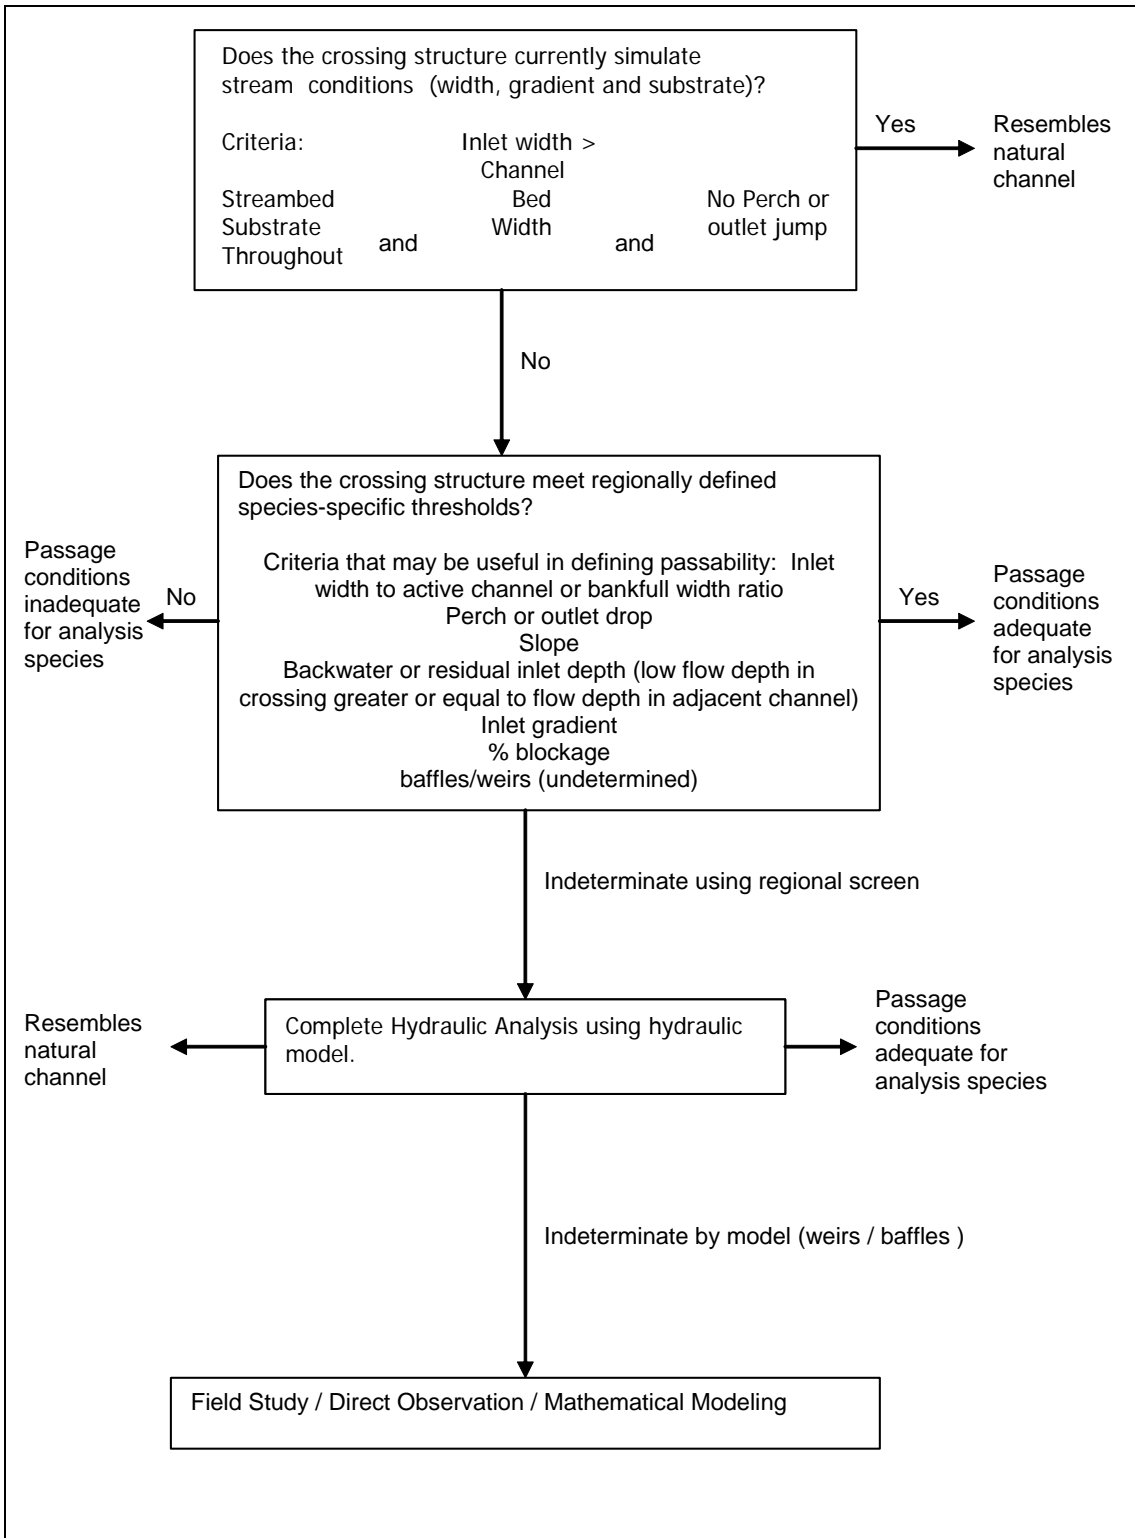 Does the crossing structure currently simulate
stream conditions (width, gradient and substrate)?
Criteria:
Streambed
Substrate
Throughout
and
Inlet width >
Channel
Bed
Width
and
No Perch or
outlet jump
Yes
Resembles
natural
channel
No
Does the crossing structure meet regionally defined
species-specific thresholds?
Criteria that may be useful in defining passability: Inlet
width to active channel or bankfull width ratio
Perch or outlet drop
Slope
Backwater or residual inlet depth (low flow depth in
crossing greater or equal to flow depth in adjacent channel)
Inlet gradient
% blockage
baffles/weirs (undetermined)
No
Passage
conditions
inadequate
for analysis
species
Yes
Passage
conditions
adequate
for analysis
species
Indeterminate using regional screen
Complete Hydraulic Analysis using hydraulic
model.
Resembles
natural
channel
Passage
conditions
adequate for
analysis species
Indeterminate by model (weirs / baffles )
Field Study / Direct Observation / Mathematical Modeling